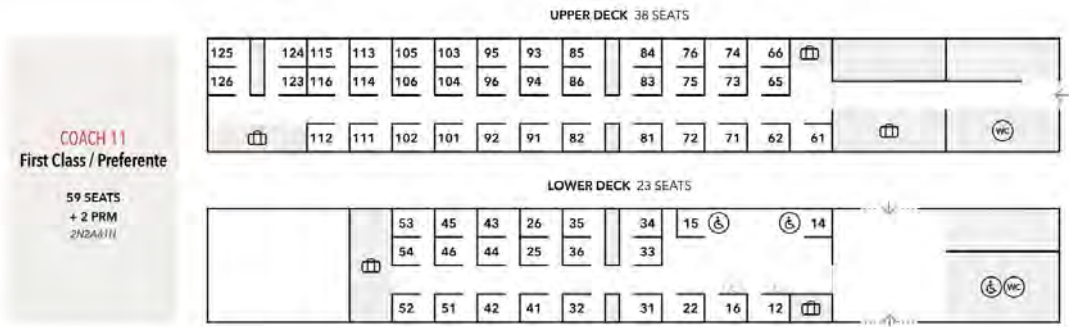 UPPER DECK 38 SEATS
125 124 115 113 105 103 95 93 85 84 76 74 66
126 123 116 114 106 104 96 94 86 83 75 73 65
112 111 102 101 92 91 82 81 72 71 62 61
WC
COACH 11
First Class / Preferente
59 SEATS
+ 2 PRM
LOWER DECK 23 SEATS
53 45 43 26 35 34 15 14
54 46 44 25 36 33
52 51 42 41 32 31 22 16 12
WC